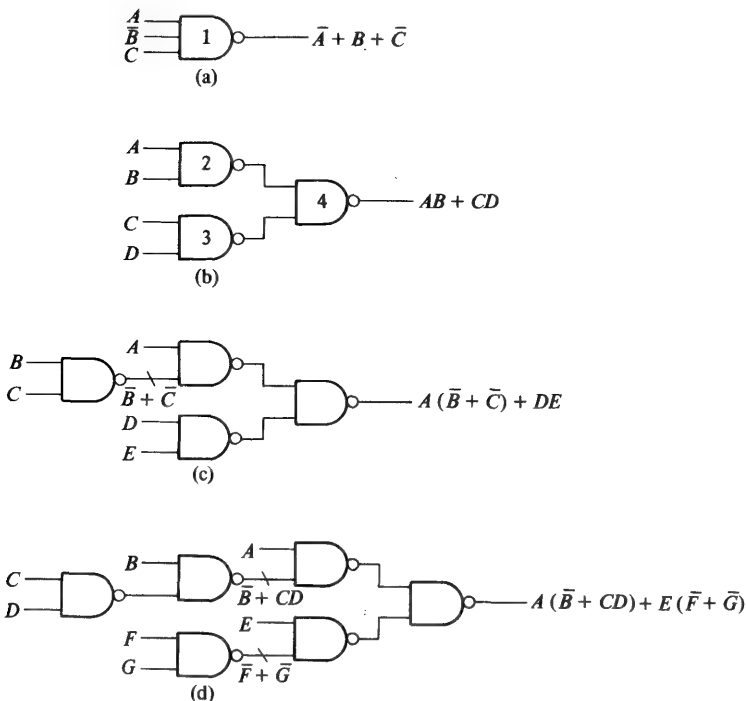 A
B̅ 1 A̅ + B + C̅
C
(a)
A
2
B
4 AB + CD
C
3
D
(b)
A
B
C
B̅ + C̅
A (B̅ + C̅) + DE
D
E
(c)
A
B
C
D
B̅ + CD
A (B̅ + CD) + E (F̅ + G̅)
E
F
G
F̅ + G̅
(d)